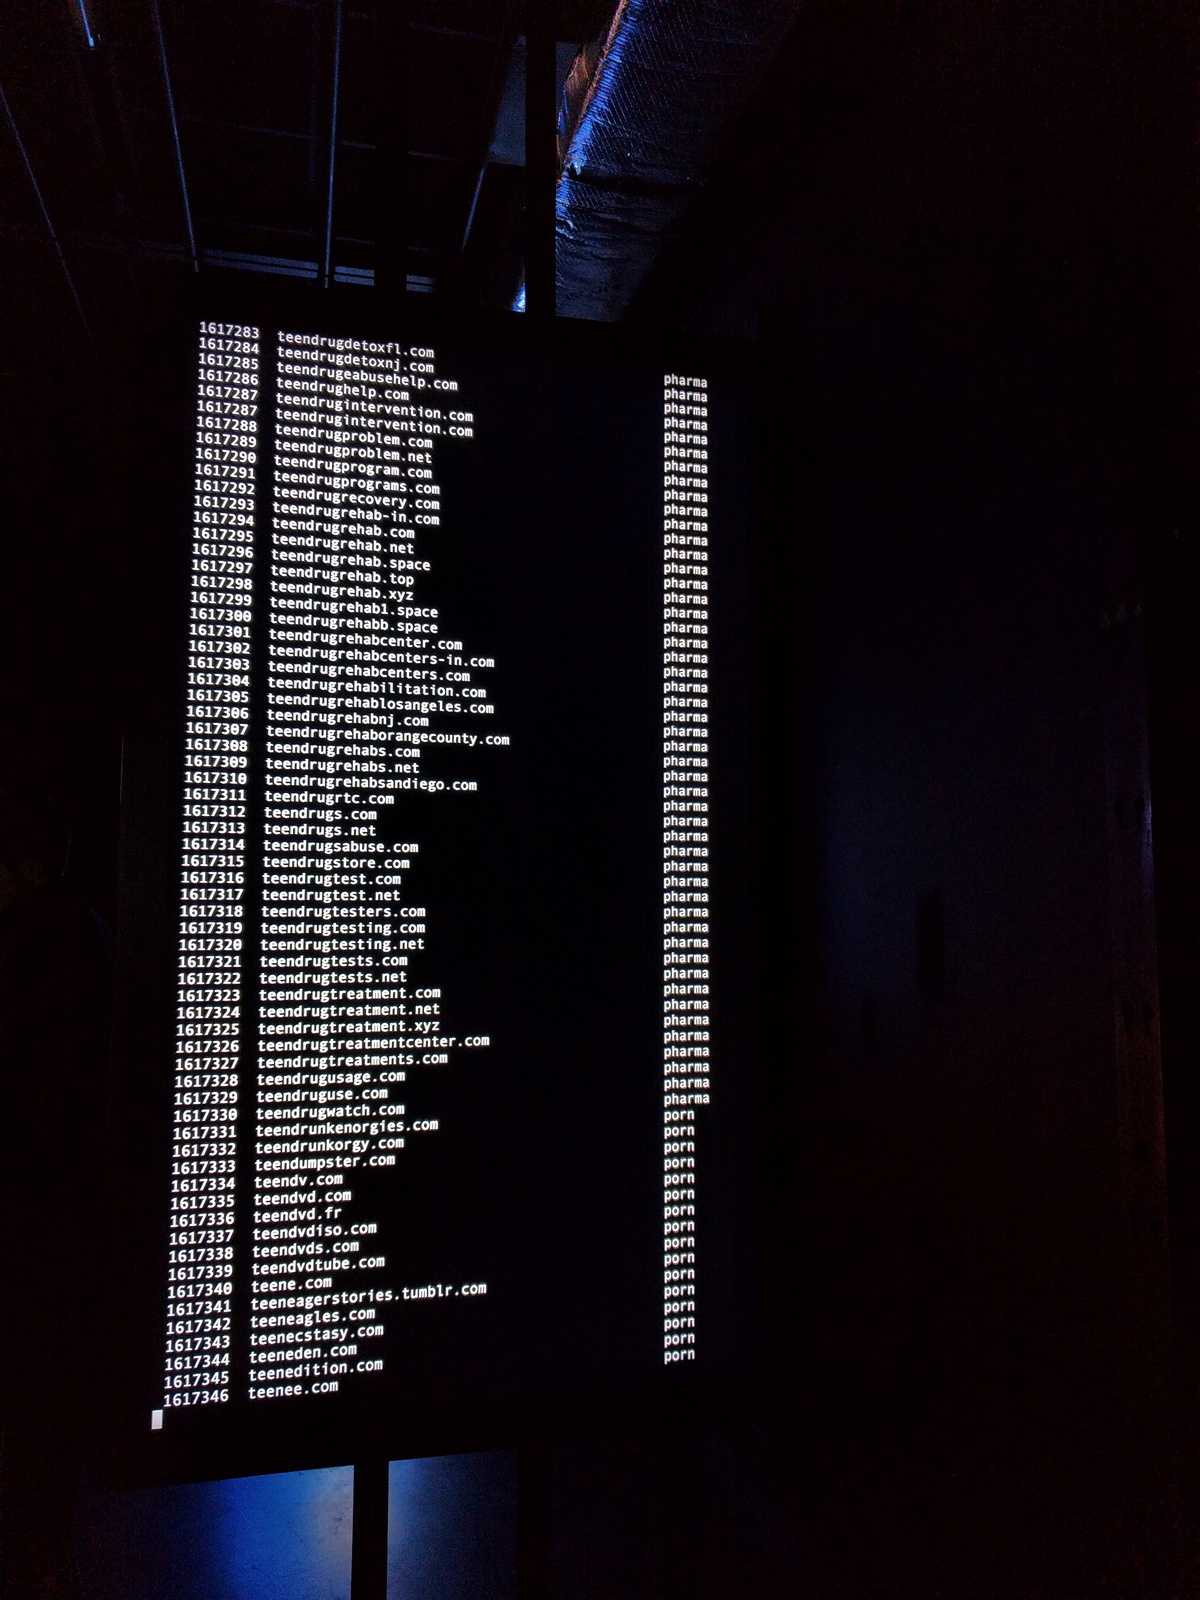 1617283 teendrugdetoxfl.com pharma
1617284 teendrugdetoxnj.com pharma
1617285 teendrugeabusehelp.com pharma
1617286 teendrughelp.com pharma
1617287 teendrugintervention.com pharma
1617287 teendrugintervention.com pharma
1617288 teendrugproblem.com pharma
1617289 teendrugproblem.net pharma
1617290 teendrugprogram.com pharma
1617291 teendrugprograms.com pharma
1617292 teendrugrecovery.com pharma
1617293 teendrugrehab-in.com pharma
1617294 teendrugrehab.com pharma
1617295 teendrugrehab.net pharma
1617296 teendrugrehab.space pharma
1617297 teendrugrehab.top pharma
1617298 teendrugrehab.xyz pharma
1617299 teendrugrehab1.space pharma
1617300 teendrugrehabb.space pharma
1617301 teendrugrehabcenter.com pharma
1617302 teendrugrehabcenters-in.com pharma
1617303 teendrugrehabcenters.com pharma
1617304 teendrugrehabilitation.com pharma
1617305 teendrugrehablosangeles.com pharma
1617306 teendrugrehabnj.com pharma
1617307 teendrugrehaborangecounty.com pharma
1617308 teendrugrehabs.com pharma
1617309 teendrugrehabs.net pharma
1617310 teendrugrehabsandiego.com pharma
1617311 teendrugrtc.com pharma
1617312 teendrugs.com pharma
1617313 teendrugs.net pharma
1617314 teendrugsabuse.com pharma
1617315 teendrugstore.com pharma
1617316 teendrugtest.com pharma
1617317 teendrugtest.net pharma
1617318 teendrugtesters.com pharma
1617319 teendrugtesting.com pharma
1617320 teendrugtesting.net pharma
1617321 teendrugtests.com pharma
1617322 teendrugtests.net pharma
1617323 teendrugtreatment.com pharma
1617324 teendrugtreatment.net pharma
1617325 teendrugtreatment.xyz pharma
1617326 teendrugtreatmentcenter.com pharma
1617327 teendrugtreatments.com pharma
1617328 teendrugusage.com pharma
1617329 teendruguse.com pharma
1617330 teendrugwatch.com pharma
1617331 teendrunkenorgies.com porn
1617332 teendrunkorgy.com porn
1617333 teendumpster.com porn
1617334 teendv.com porn
1617335 teendvd.com porn
1617336 teendvd.fr porn
1617337 teendvdiso.com porn
1617338 teendvds.com porn
1617339 teendvdtube.com porn
1617340 teene.com porn
1617341 teeneagerstories.tumblr.com porn
1617342 teeneagles.com porn
1617343 teenecstasy.com porn
1617344 teeneden.com porn
1617345 teenedition.com porn
1617346 teenee.com porn